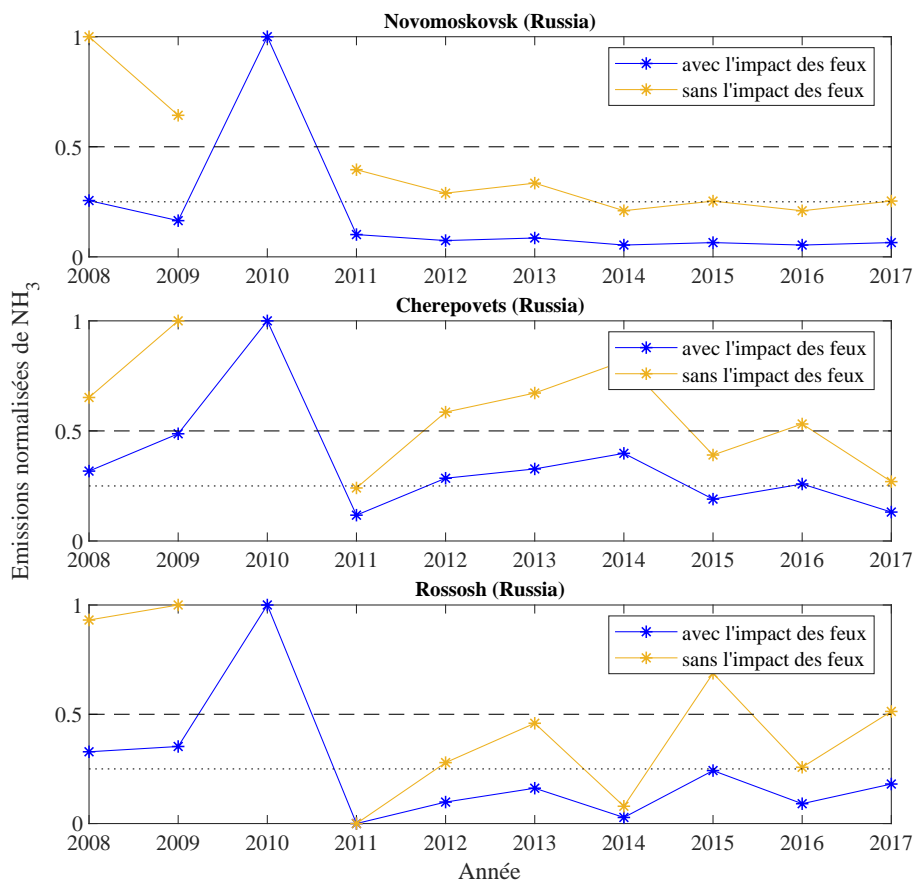 Novomoskovsk (Russia)
1
avec l'impact des feux
sans l'impact des feux
0.5
0
2008 2009 2010 2011 2012 2013 2014 2015 2016 2017
Cherepovets (Russia)
1
avec l'impact des feux
sans l'impact des feux
0.5
0
2008 2009 2010 2011 2012 2013 2014 2015 2016 2017
Rossosh (Russia)
1
avec l'impact des feux
sans l'impact des feux
0.5
0
2008 2009 2010 2011 2012 2013 2014 2015 2016 2017
Emissions normalisées de NH3
Année